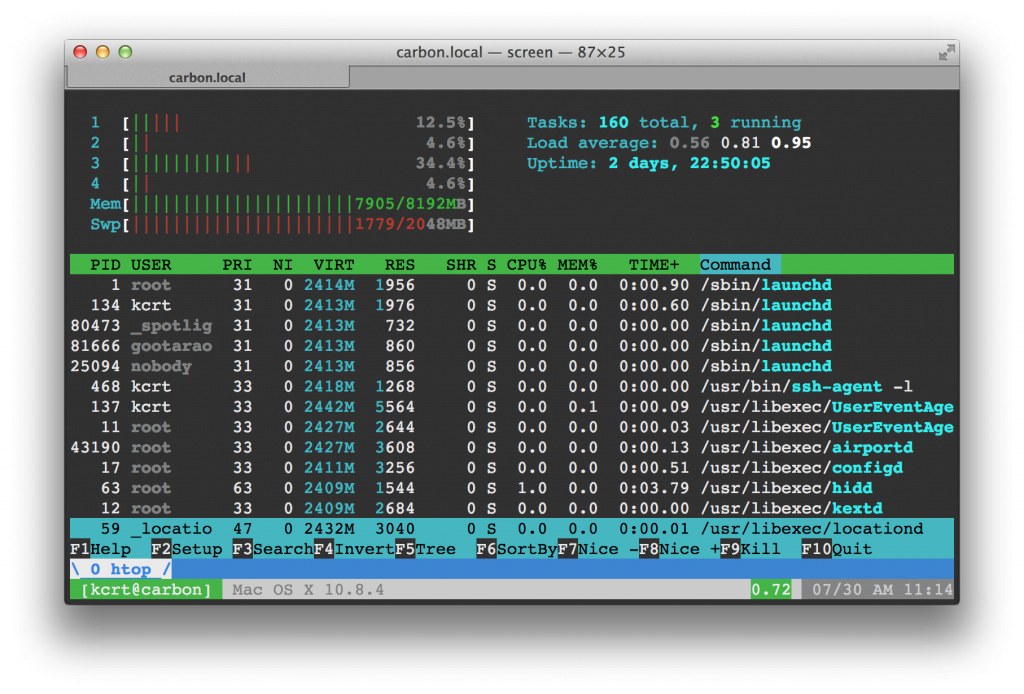 carbon.local — screen — 87×25
carbon.local
1 [||||| 12.5%] Tasks: 160 total, 3 running
2 [|| 4.6%] Load average: 0.56 0.81 0.95
3 [|||||||||||| 34.4%] Uptime: 2 days, 22:50:05
4 [|| 4.6%]
Mem[||||||||||||||||||||||7905/8192MB]
Swp[||||||||||||||||||||||1779/2048MB]
PID USER PRI NI VIRT RES SHR S CPU% MEM% TIME+ Command
1 root 31 0 2414M 1956 0 S 0.0 0.0 0:00.90 /sbin/launchd
134 kcrt 31 0 2413M 1976 0 S 0.0 0.0 0:00.60 /sbin/launchd
80473 _spotlig 31 0 2413M 732 0 S 0.0 0.0 0:00.00 /sbin/launchd
81666 gootarao 31 0 2413M 860 0 S 0.0 0.0 0:00.00 /sbin/launchd
25094 nobody 31 0 2413M 856 0 S 0.0 0.0 0:00.00 /sbin/launchd
468 kcrt 33 0 2418M 1268 0 S 0.0 0.0 0:00.00 /usr/bin/ssh-agent -l
137 kcrt 33 0 2442M 5564 0 S 0.0 0.1 0:00.09 /usr/libexec/UserEventAge
11 root 33 0 2427M 2644 0 S 0.0 0.0 0:00.03 /usr/libexec/UserEventAge
43190 root 33 0 2427M 3608 0 S 0.0 0.0 0:00.13 /usr/libexec/airportd
17 root 33 0 2411M 3256 0 S 0.0 0.0 0:00.51 /usr/libexec/configd
63 root 63 0 2409M 1544 0 S 1.0 0.0 0:03.79 /usr/libexec/hidd
12 root 33 0 2409M 2684 0 S 0.0 0.0 0:00.00 /usr/libexec/kextd
59 _locatio 47 0 2432M 3040 0 S 0.0 0.0 0:00.01 /usr/libexec/locationd
F1Help F2Setup F3SearchF4InvertF5Tree F6SortByF7Nice -F8Nice +F9Kill F10Quit
\ 0 htop /
[kcrt@carbon] Mac OS X 10.8.4 0.72 07/30 AM 11:14